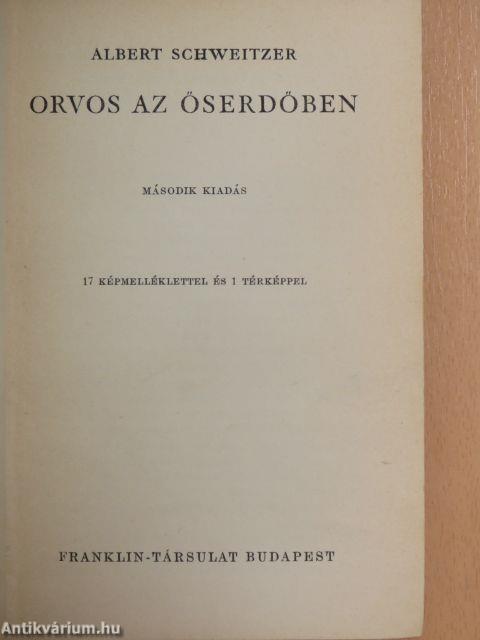 ALBERT SCHWEITZER
ORVOS AZ ŐSERDŐBEN
MÁSODIK KIADÁS
17 KÉPMELLÉKLETTEL ÉS 1 TÉRKÉPPEL
FRANKLIN-TÁRSULAT BUDAPEST
Antikvárium.hu